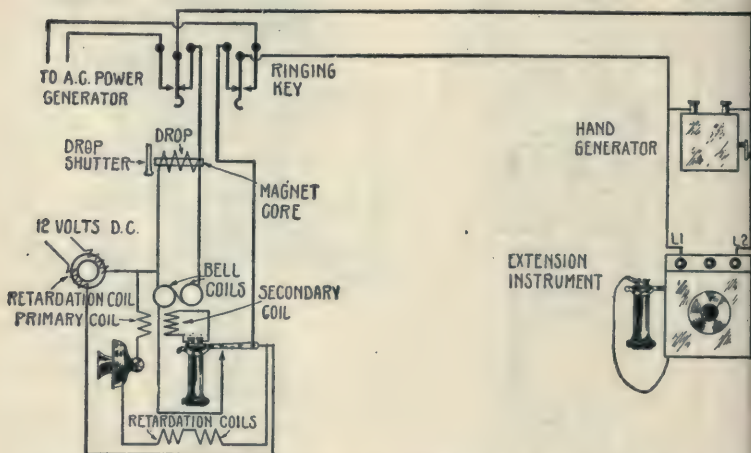 TO A.C. POWER
GENERATOR
RINGING
KEY
DROP
SHUTTER
DROP
MAGNET
CORE
HAND
GENERATOR
12 VOLTS D.C.
L1
L2
BELL
COILS
EXTENSION
INSTRUMENT
RETARDATION COIL
PRIMARY COIL
SECONDARY
COIL
RETARDATION COILS